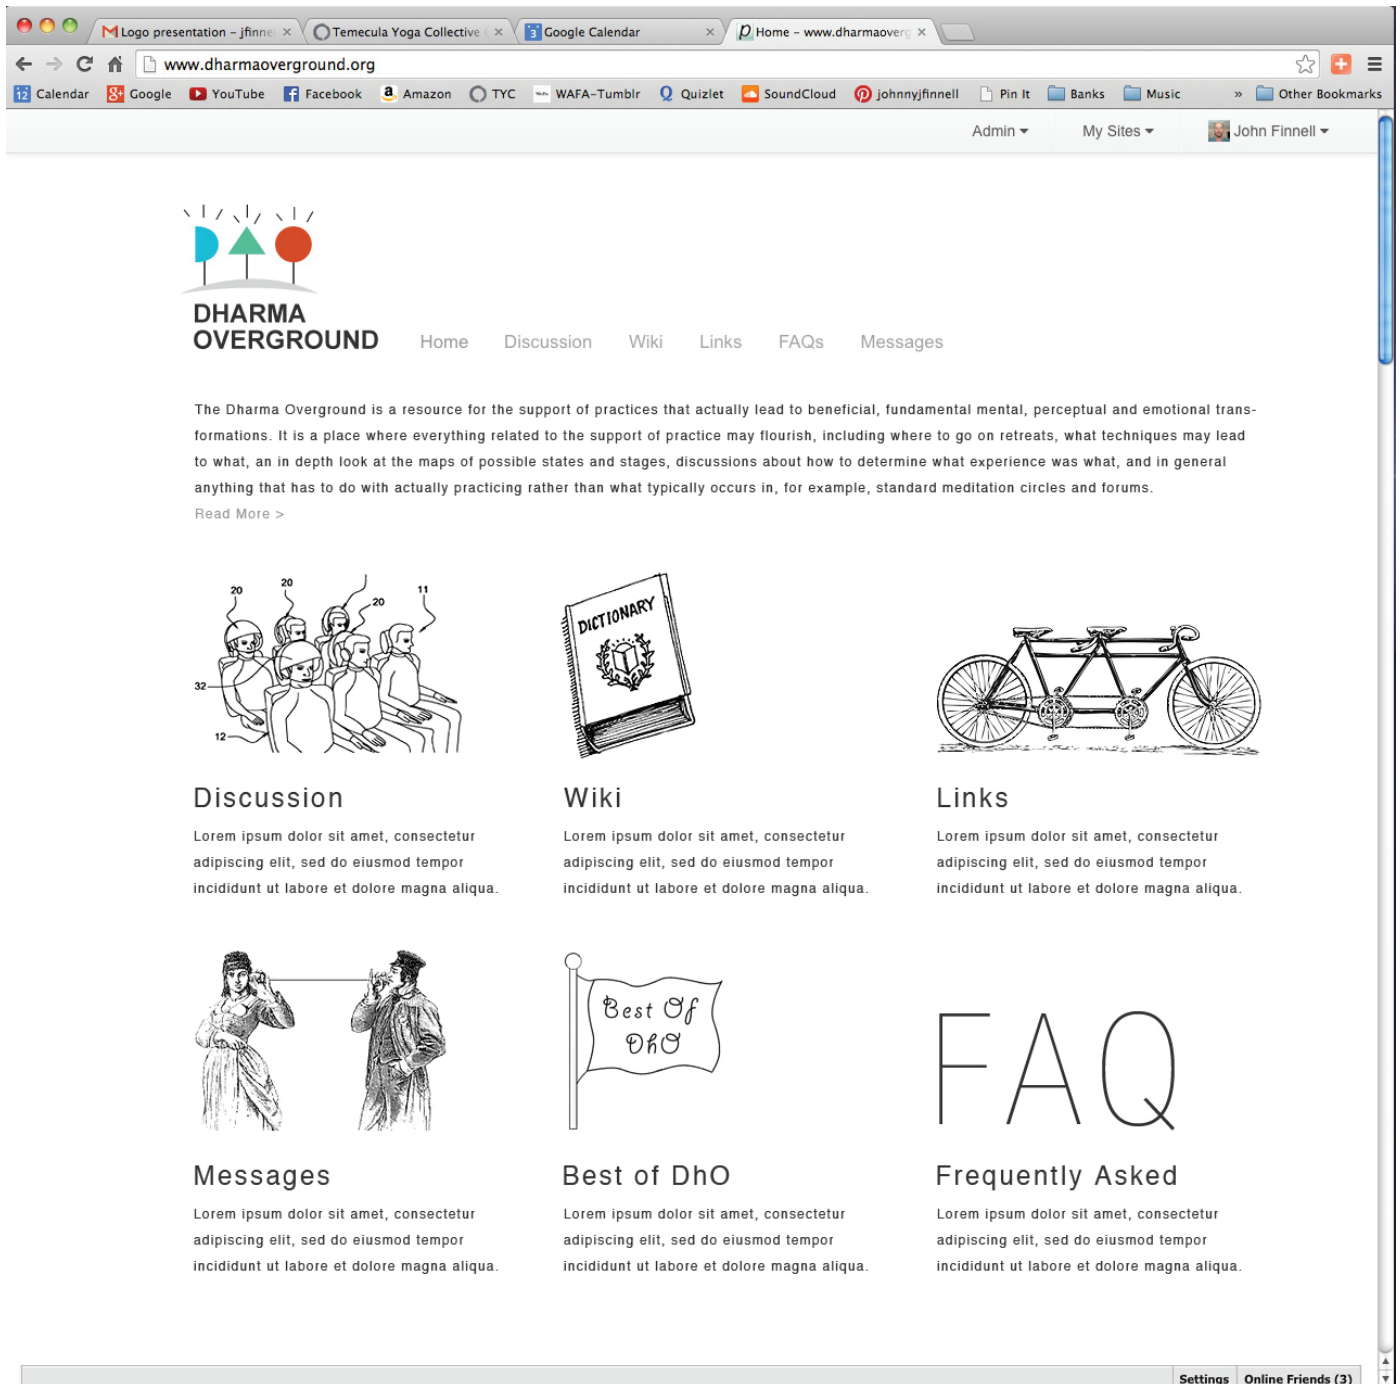 Logo presentation – jfinne
Temecula Yoga Collective
3 Google Calendar
Home – www.dharmaoverg
www.dharmaoverground.org
12 Calendar
8+ Google
YouTube
Facebook
a Amazon
TYC
WAFA–Tumblr
Q Quizlet
SoundCloud
johnnyjfinnell
Pin It
Banks
Music
»
Other Bookmarks
Admin
My Sites
John Finnell
DHARMA
OVERGROUND
Home
Discussion
Wiki
Links
FAQs
Messages
The Dharma Overground is a resource for the support of practices that actually lead to beneficial, fundamental mental, perceptual and emotional trans-
formations. It is a place where everything related to the support of practice may flourish, including where to go on retreats, what techniques may lead
to what, an in depth look at the maps of possible states and stages, discussions about how to determine what experience was what, and in general
anything that has to do with actually practicing rather than what typically occurs in, for example, standard meditation circles and forums.
Read More >
20
20
20
11
32
12
DICTIONARY
Discussion
Lorem ipsum dolor sit amet, consectetur
adipiscing elit, sed do eiusmod tempor
incididunt ut labore et dolore magna aliqua.
Wiki
Lorem ipsum dolor sit amet, consectetur
adipiscing elit, sed do eiusmod tempor
incididunt ut labore et dolore magna aliqua.
Links
Lorem ipsum dolor sit amet, consectetur
adipiscing elit, sed do eiusmod tempor
incididunt ut labore et dolore magna aliqua.
Best Of
DhO
FAQ
Messages
Lorem ipsum dolor sit amet, consectetur
adipiscing elit, sed do eiusmod tempor
incididunt ut labore et dolore magna aliqua.
Best of DhO
Lorem ipsum dolor sit amet, consectetur
adipiscing elit, sed do eiusmod tempor
incididunt ut labore et dolore magna aliqua.
Frequently Asked
Lorem ipsum dolor sit amet, consectetur
adipiscing elit, sed do eiusmod tempor
incididunt ut labore et dolore magna aliqua.
Settings
Online Friends (3)